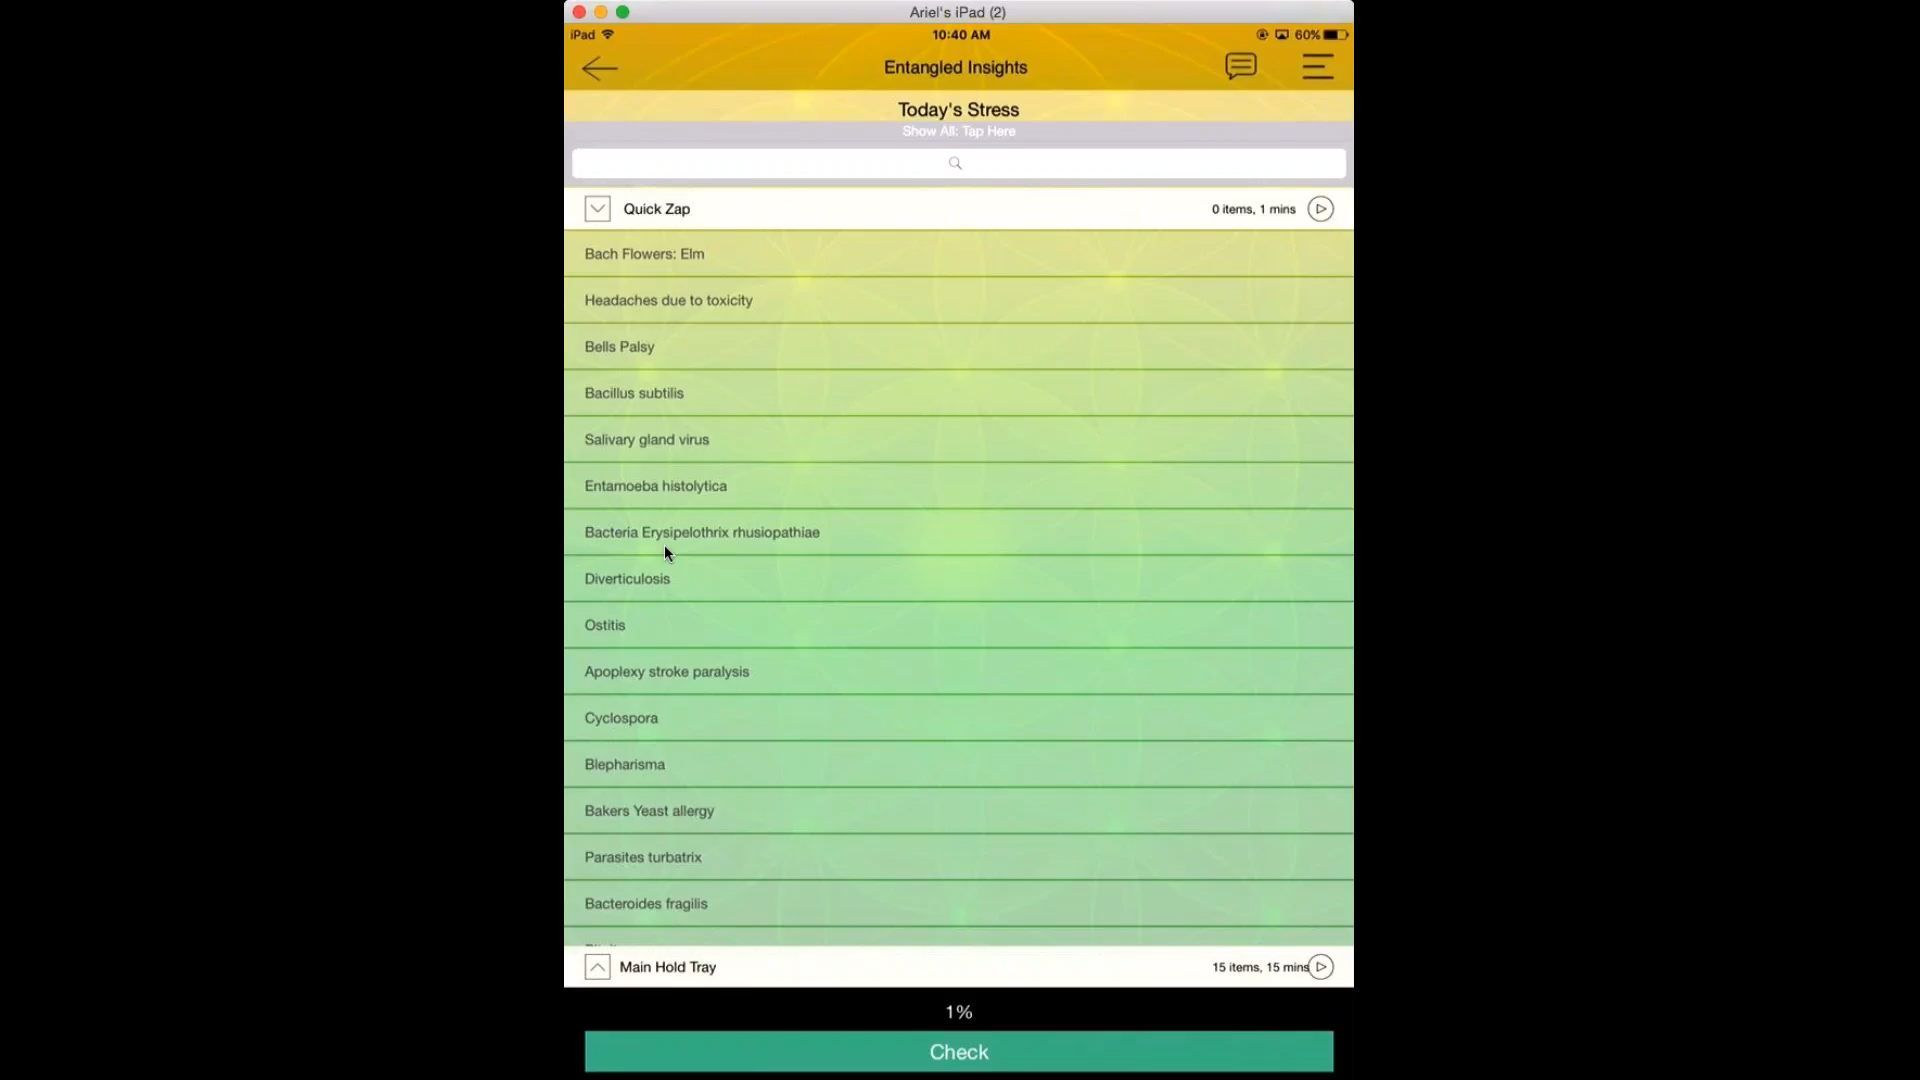 Ariel's iPad (2)
iPad 10:40 AM 60%
Entangled Insights
Today's Stress
Show All: Tap Here
Quick Zap 0 items, 1 mins
Bach Flowers: Elm
Headaches due to toxicity
Bells Palsy
Bacillus subtilis
Salivary gland virus
Entamoeba histolytica
Bacteria Erysipelothrix rhusiopathiae
Diverticulosis
Ostitis
Apoplexy stroke paralysis
Cyclospora
Blepharisma
Bakers Yeast allergy
Parasites turbatrix
Bacteroides fragilis
Main Hold Tray 15 items, 15 mins
1%
Check